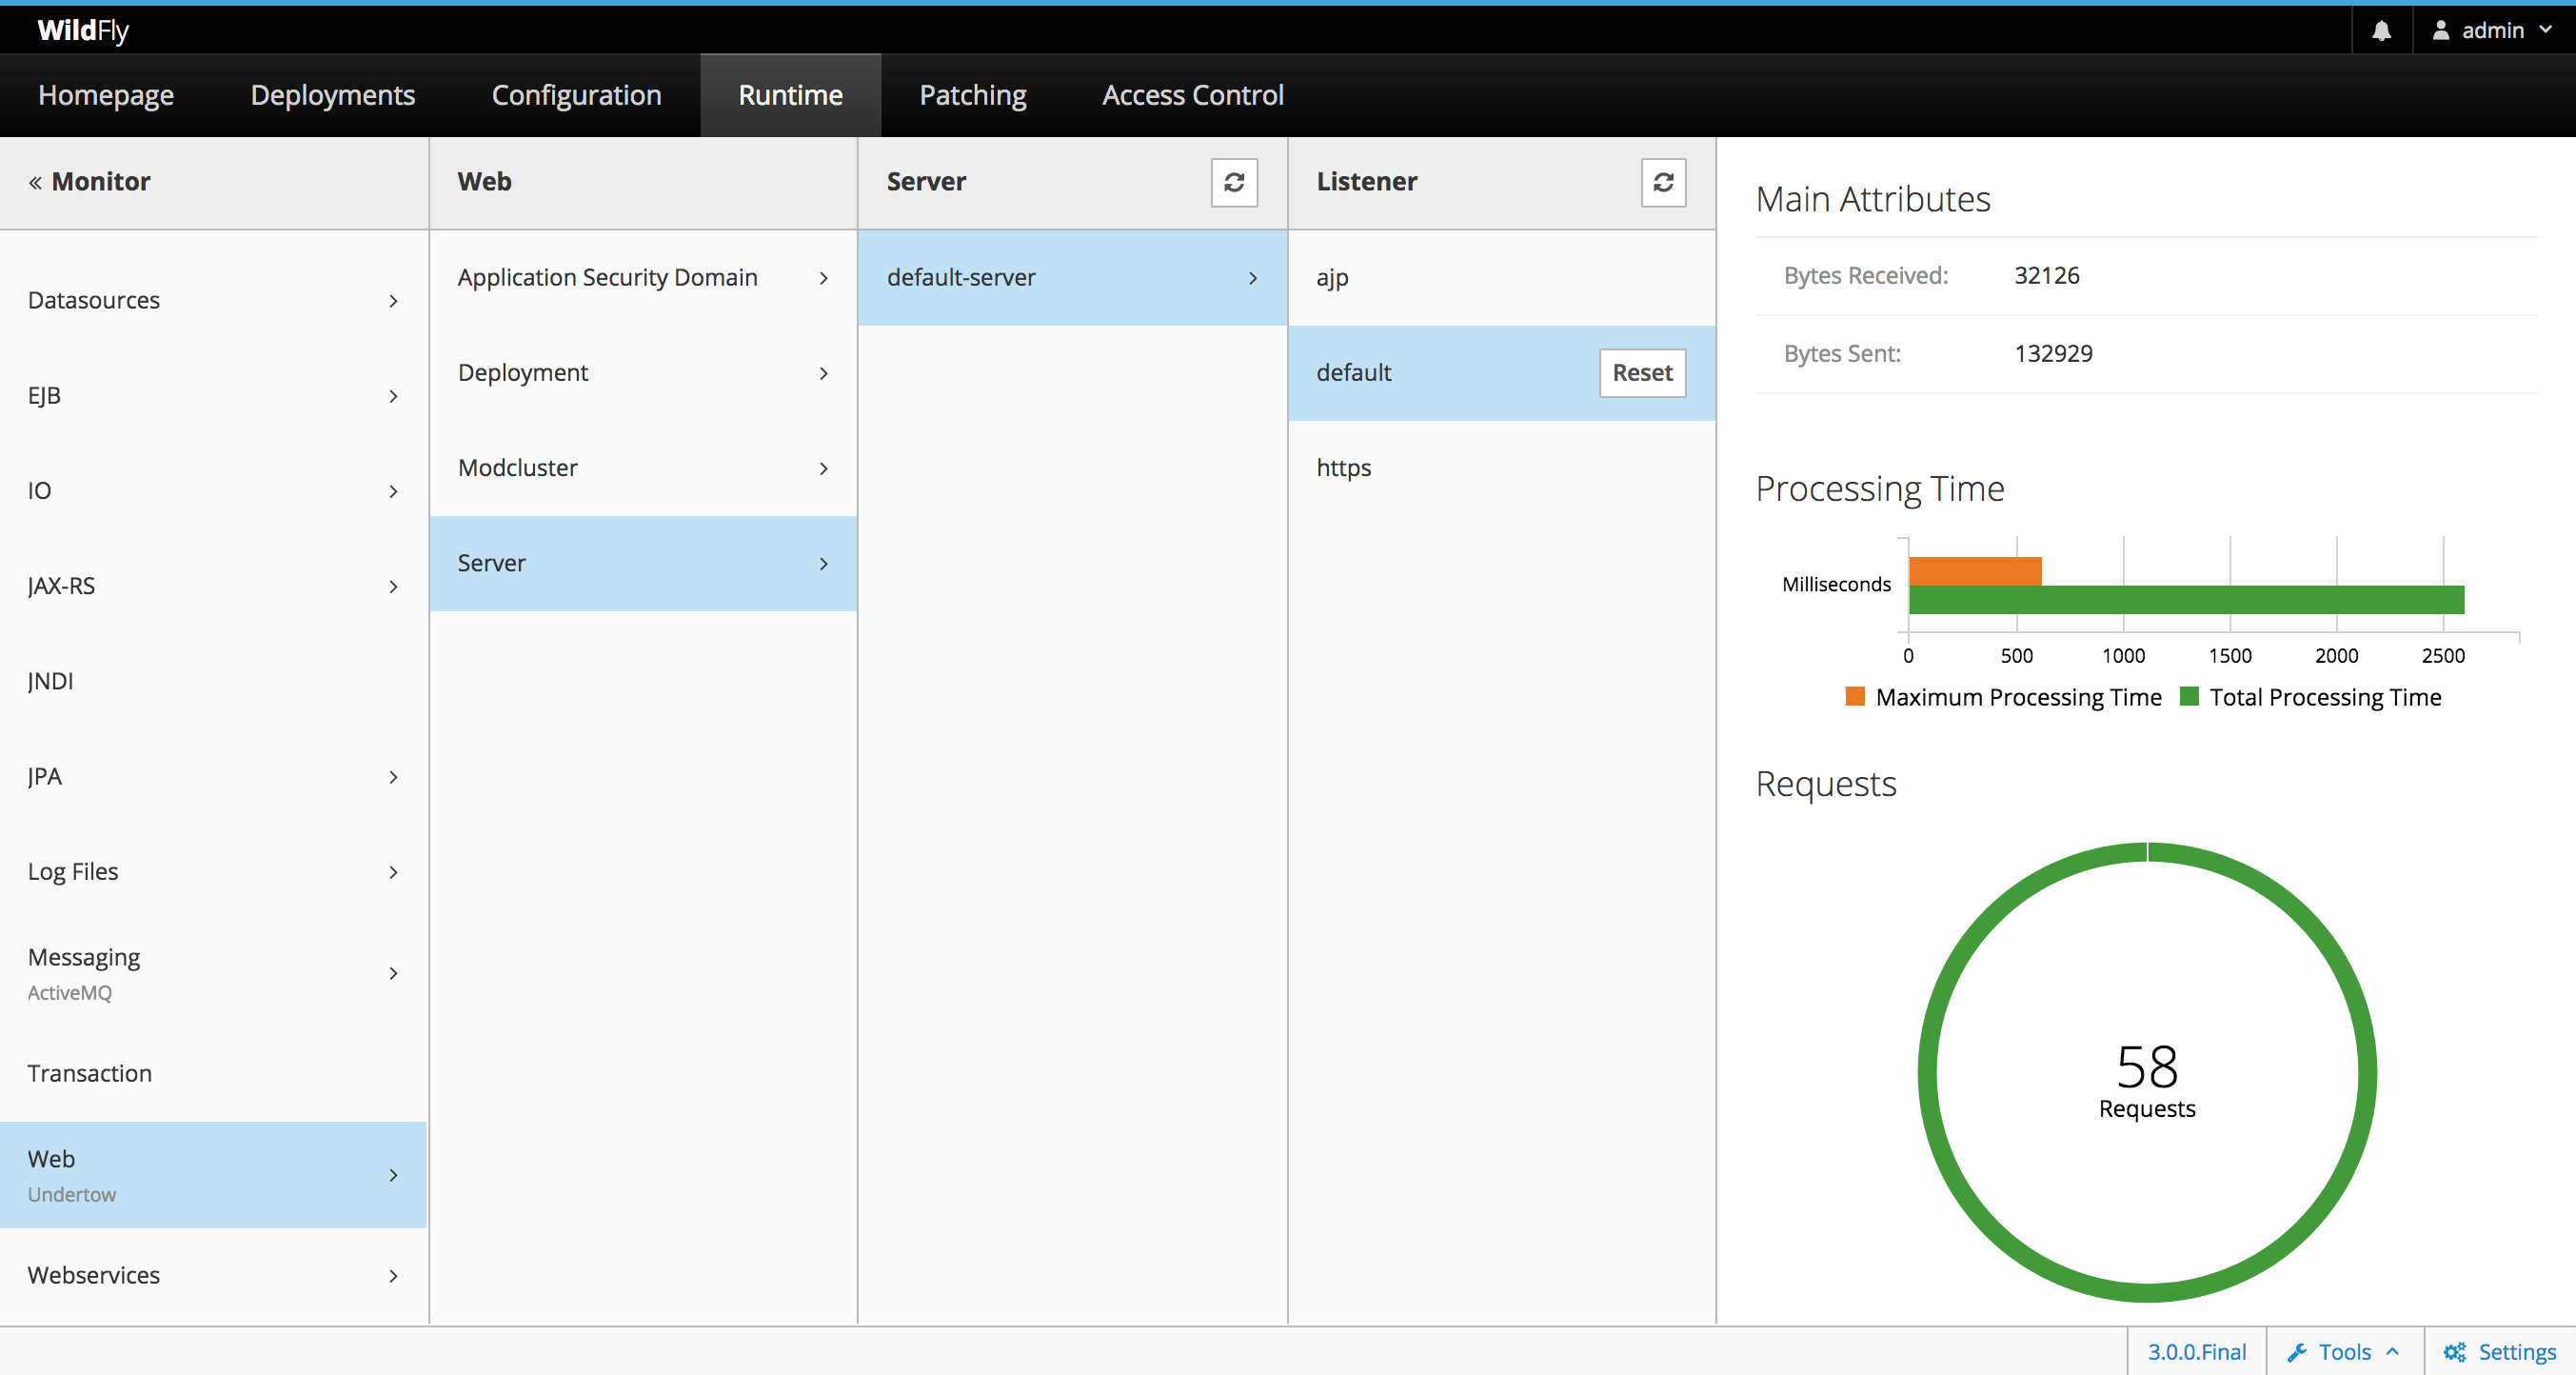 WildFly
admin
Homepage Deployments Configuration Runtime Patching Access Control
« Monitor
Datasources
EJB
IO
JAX-RS
JNDI
JPA
Log Files
Messaging
ActiveMQ
Transaction
Web
Undertow
Webservices
Web
Application Security Domain
Deployment
Modcluster
Server
Server
default-server
Listener
ajp
default Reset
https
Main Attributes
Bytes Received: 32126
Bytes Sent: 132929
Processing Time
Milliseconds
0 500 1000 1500 2000 2500
Maximum Processing Time Total Processing Time
Requests
58
Requests
3.0.0.Final Tools Settings